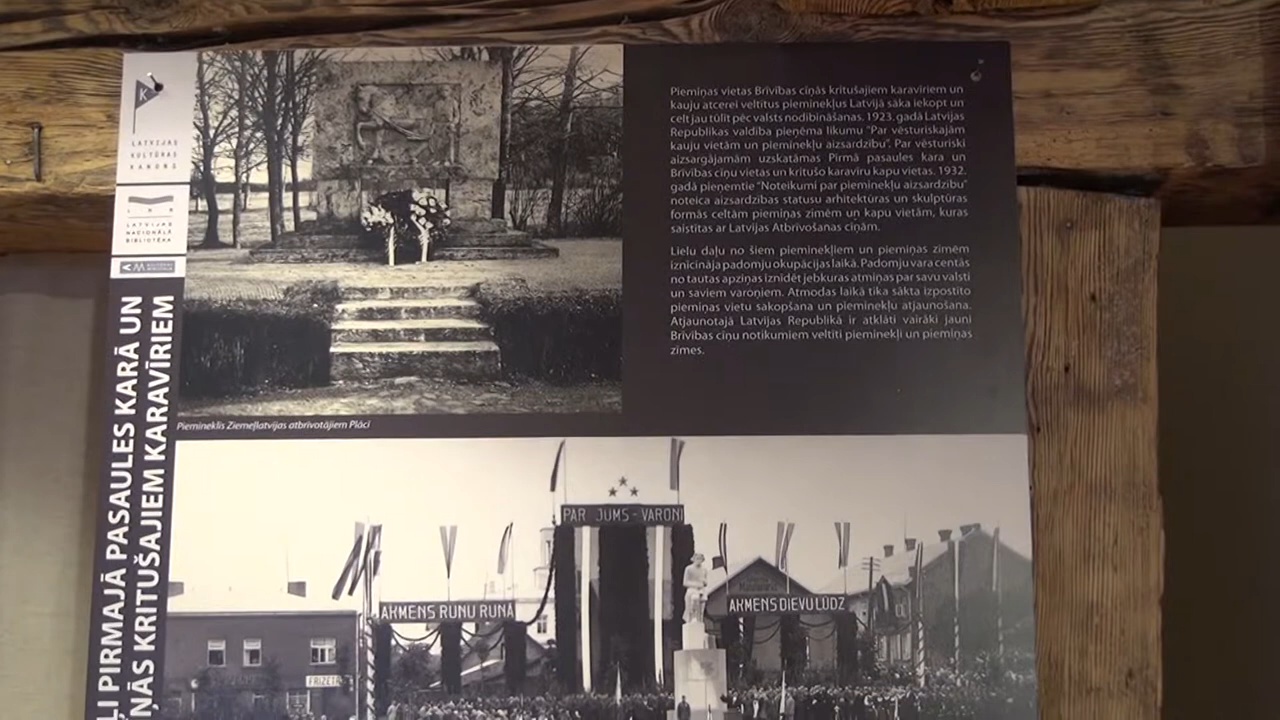 K
LATVIJAS
KULTŪRAS
KANONS
LNB
LATVIJAS
NACIONĀLĀ
BIBLIOTĒKA
ĻI PIRMAJĀ PASAULES KARĀ UN
ŅĀS KRITUŠAJIEM KARAVĪRIEM
Piemiņas vietas Brīvības cīņās kritušajiem karavīriem un
kauju atcerei veltītus pieminekļus Latvijā sāka iekopt un
celt jau tūlīt pēc valsts nodibināšanas. 1923. gadā Latvijas
Republikas valdība pieņēma likumu "Par vēsturiskajām
kauju vietām un pieminekļu aizsardzību". Par vēsturiski
aizsargājamām uzskatāmas Pirmā pasaules kara un
Brīvības cīņu vietas un kritušo karavīru kapu vietas. 1932.
gadā pieņemtie "Noteikumi par pieminekļu aizsardzību"
noteica aizsardzības statusu arhitektūras un skulptūras
formās celtām piemiņas zīmēm un kapu vietām, kuras
saistītas ar Latvijas Atbrīvošanas cīņām.
Lielu daļu no šiem pieminekļiem un piemiņas zīmēm
iznīcināja padomju okupācijas laikā. Padomju vara centās
no tautas apziņas iznīdēt jebkuras atmiņas par savu valsti
un saviem varoņiem. Atmodas laikā tika sākta izpostīto
piemiņas vietu sakopšana un pieminekļu atjaunošana.
Atjaunotajā Latvijas Republikā ir atklāti vairāki jauni
Brīvības cīņu notikumiem veltīti pieminekļi un piemiņas
zīmes.
Piemineklis Ziemeļlatvijas atbrīvotājiem Plācī
PAR JUMS - VAROŅI
AKMENS RUNU RUNĀ
AKMENS DIEVU LŪDZ
FRIZĒTA